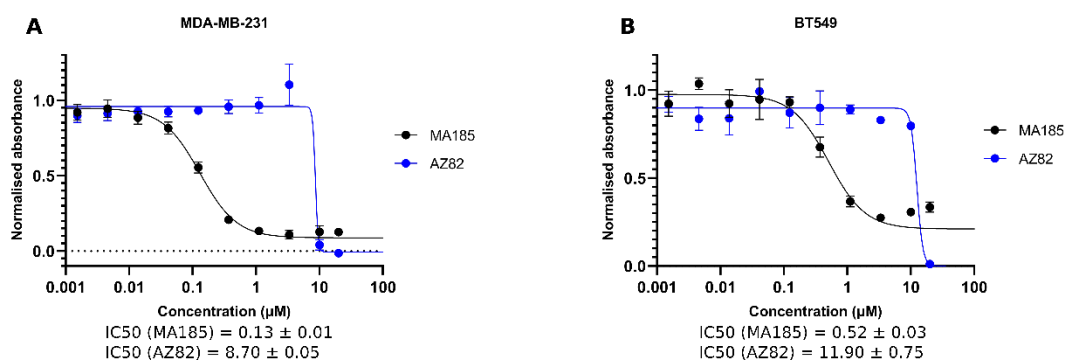 A
MDA-MB-231
Normalised absorbance
1.0
0.5
0.0
0.001 0.01 0.1 1 10 100
Concentration (μM)
MA185
AZ82
IC50 (MA185) = 0.13 ± 0.01
IC50 (AZ82) = 8.70 ± 0.05
B
BT549
Normalised absorbance
1.0
0.5
0.0
0.001 0.01 0.1 1 10 100
Concentration (μM)
MA185
AZ82
IC50 (MA185) = 0.52 ± 0.03
IC50 (AZ82) = 11.90 ± 0.75